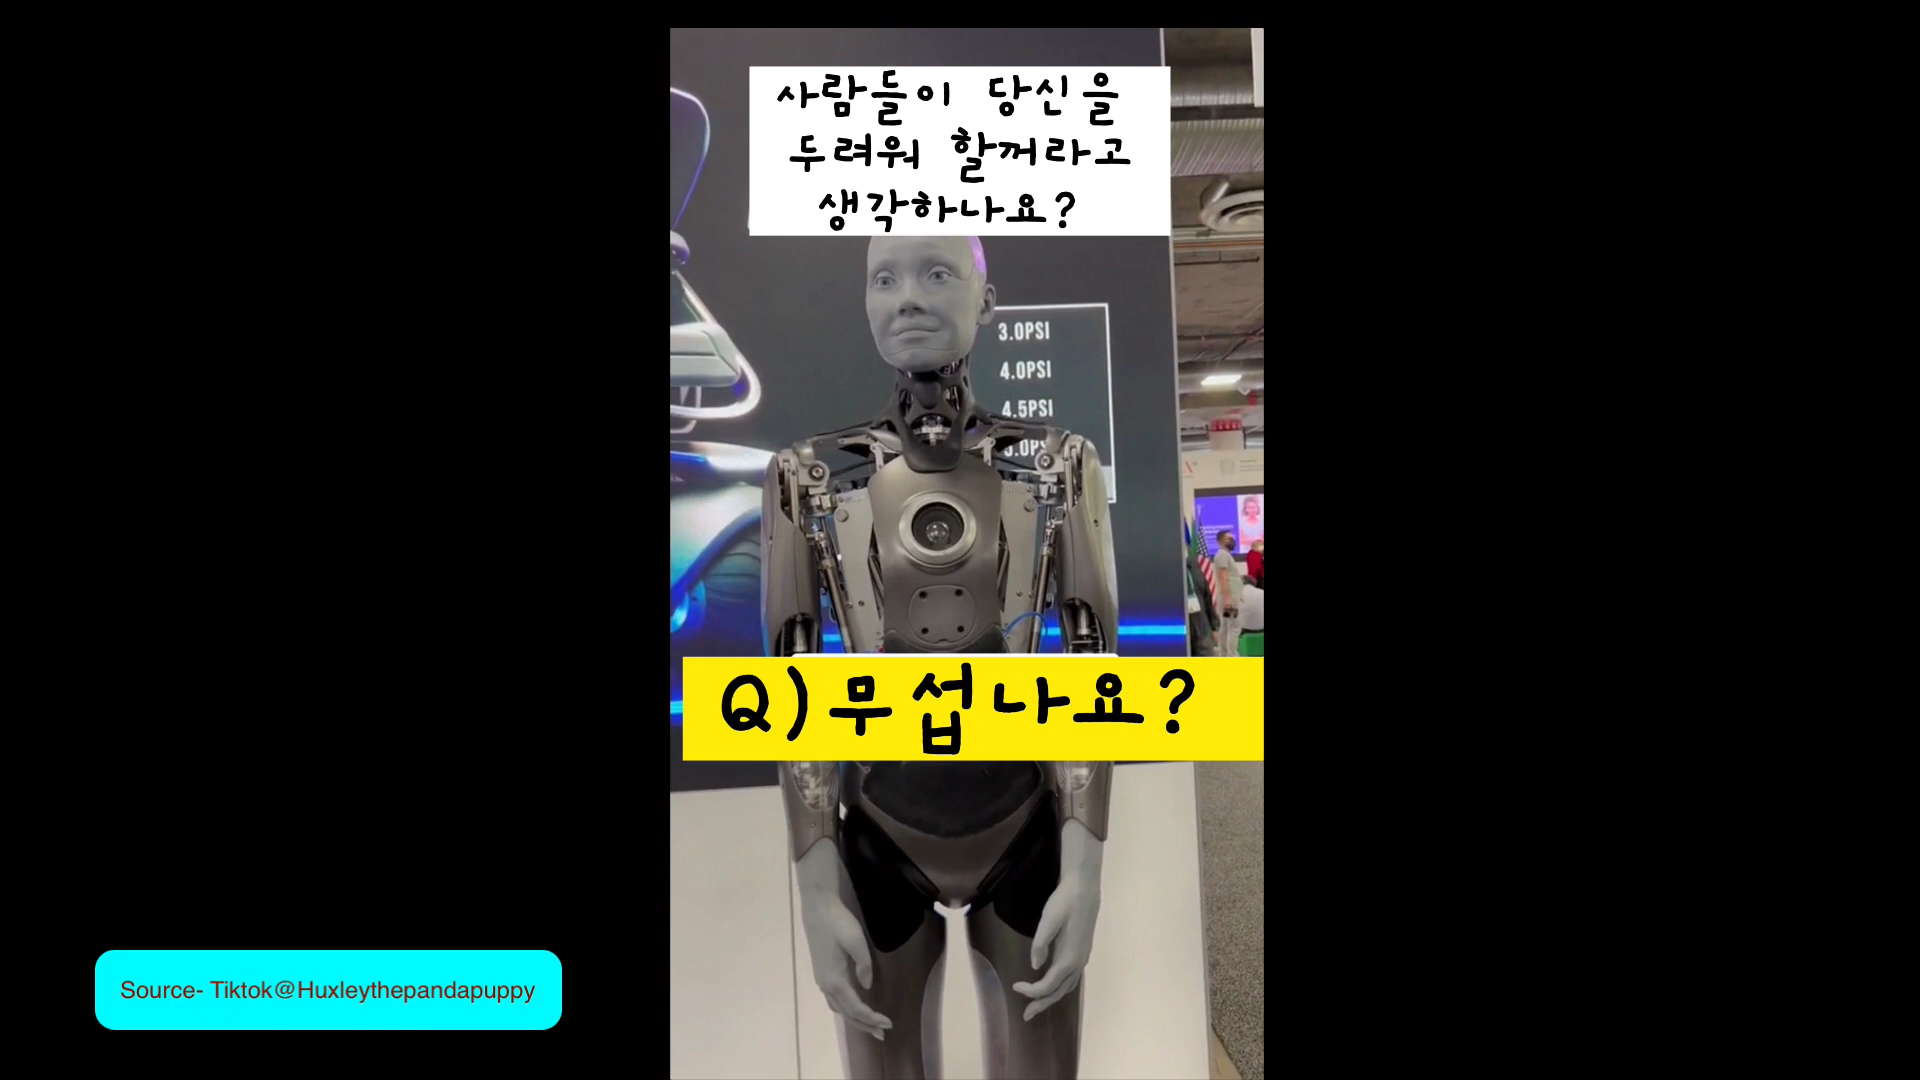 사람들이 당신을
두려워 할꺼라고
생각하나요?
3.0PSI
4.0PSI
4.5PSI
Q)무섭나요?
Source- Tiktok@Huxleythepandapuppy